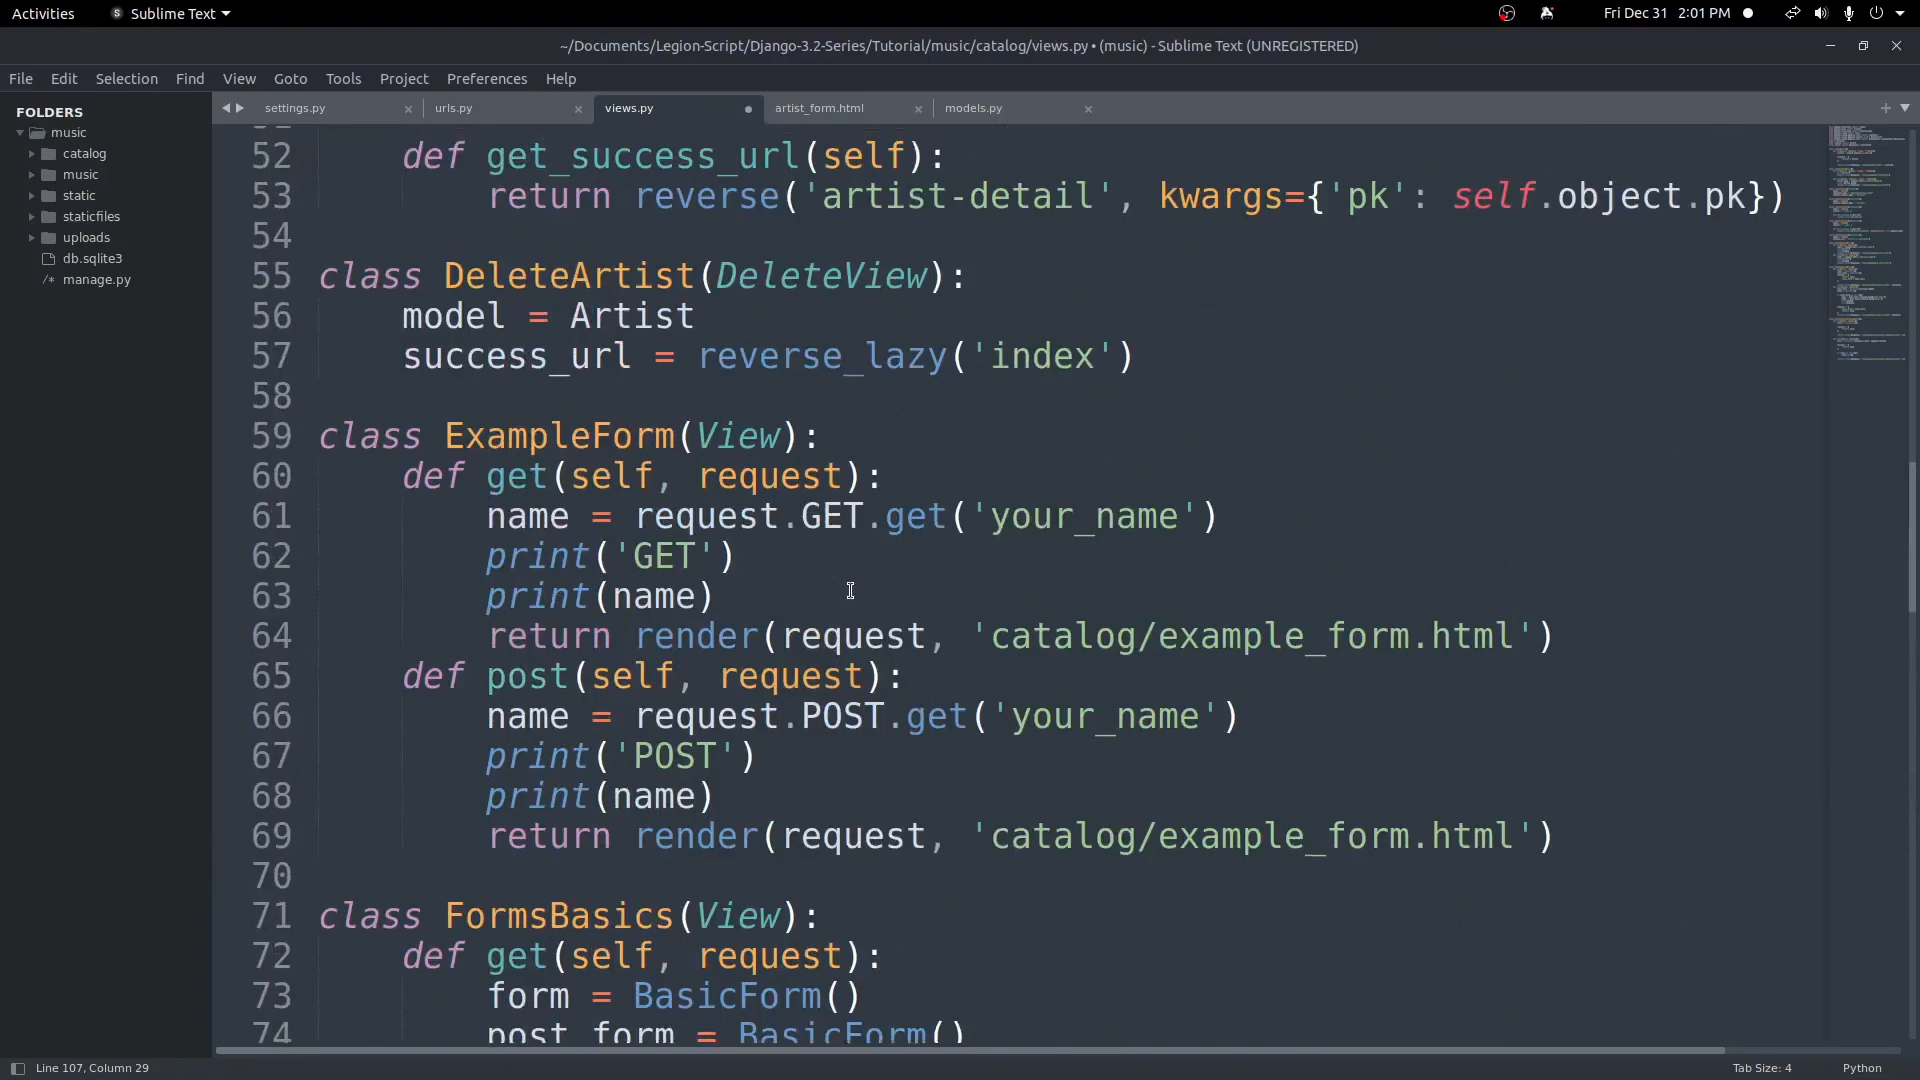 Activities
Sublime Text
Fri Dec 31 2:01 PM
~/Documents/Legion-Script/Django-3.2-Series/Tutorial/music/catalog/views.py • (music) - Sublime Text (UNREGISTERED)
File Edit Selection Find View Goto Tools Project Preferences Help
FOLDERS
music
catalog
music
static
staticfiles
uploads
db.sqlite3
/* manage.py
settings.py urls.py views.py artist_form.html models.py
52 def get_success_url(self):
53 return reverse('artist-detail', kwargs={'pk': self.object.pk})
54
55 class DeleteArtist(DeleteView):
56 model = Artist
57 success_url = reverse_lazy('index')
58
59 class ExampleForm(View):
60 def get(self, request):
61 name = request.GET.get('your_name')
62 print('GET')
63 print(name)
64 return render(request, 'catalog/example_form.html')
65 def post(self, request):
66 name = request.POST.get('your_name')
67 print('POST')
68 print(name)
69 return render(request, 'catalog/example_form.html')
70
71 class FormsBasics(View):
72 def get(self, request):
73 form = BasicForm()
74 post_form = BasicForm()
Line 107, Column 29
Tab Size: 4
Python